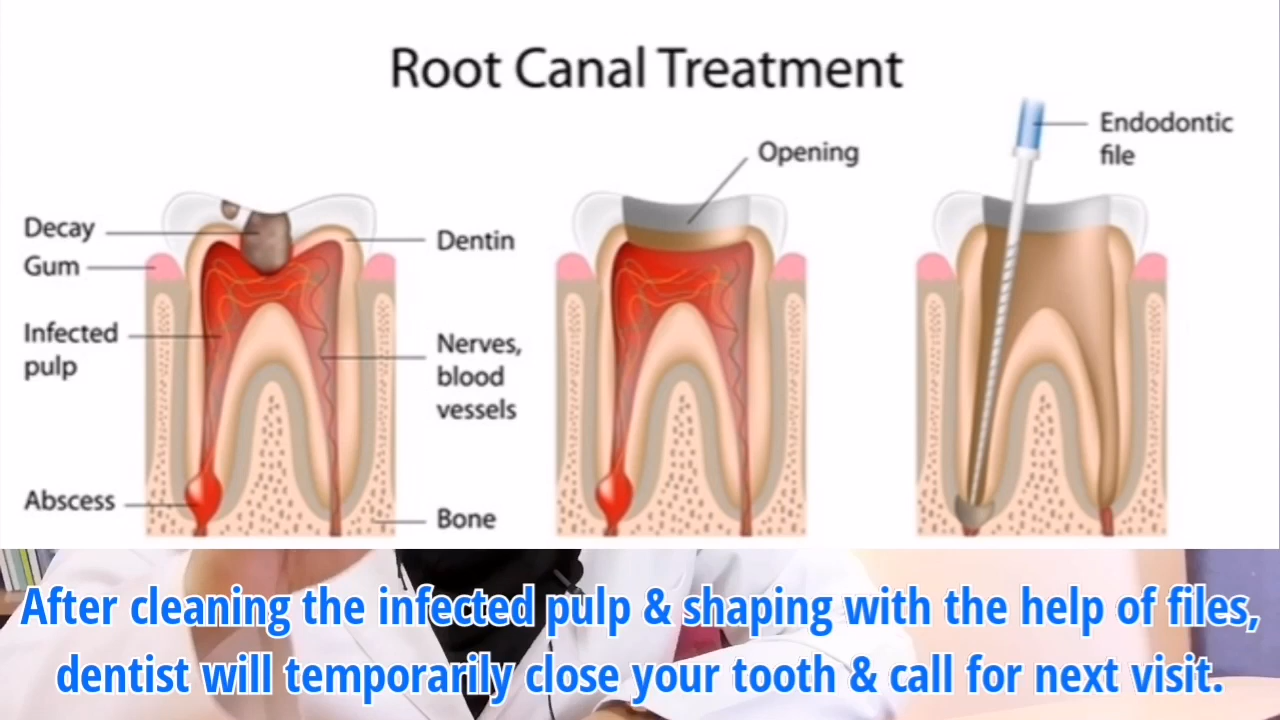 Root Canal Treatment
Decay
Gum
Infected
pulp
Abscess
Dentin
Nerves,
blood
vessels
Bone
Opening
Endodontic
file
After cleaning the infected pulp & shaping with the help of files,
dentist will temporarily close your tooth & call for next visit.